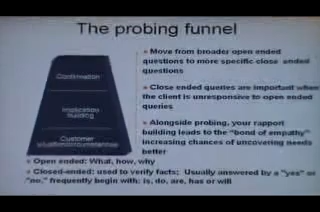 The probing funnel
Move from broader open ended
questions to more specific close ended
questions
Confirmation
Close ended queries are important when
the client is unresponsive to open ended
queries
Implication
Building
Alongside probing, your rapport
building leads to the “bond of empathy”
increasing chances of uncovering needs
better
Customer
Open ended: What, how, why
Closed-ended: used to verify facts; Usually answered by a "yes" or
"no," frequently begin with: is, do, are, has or will